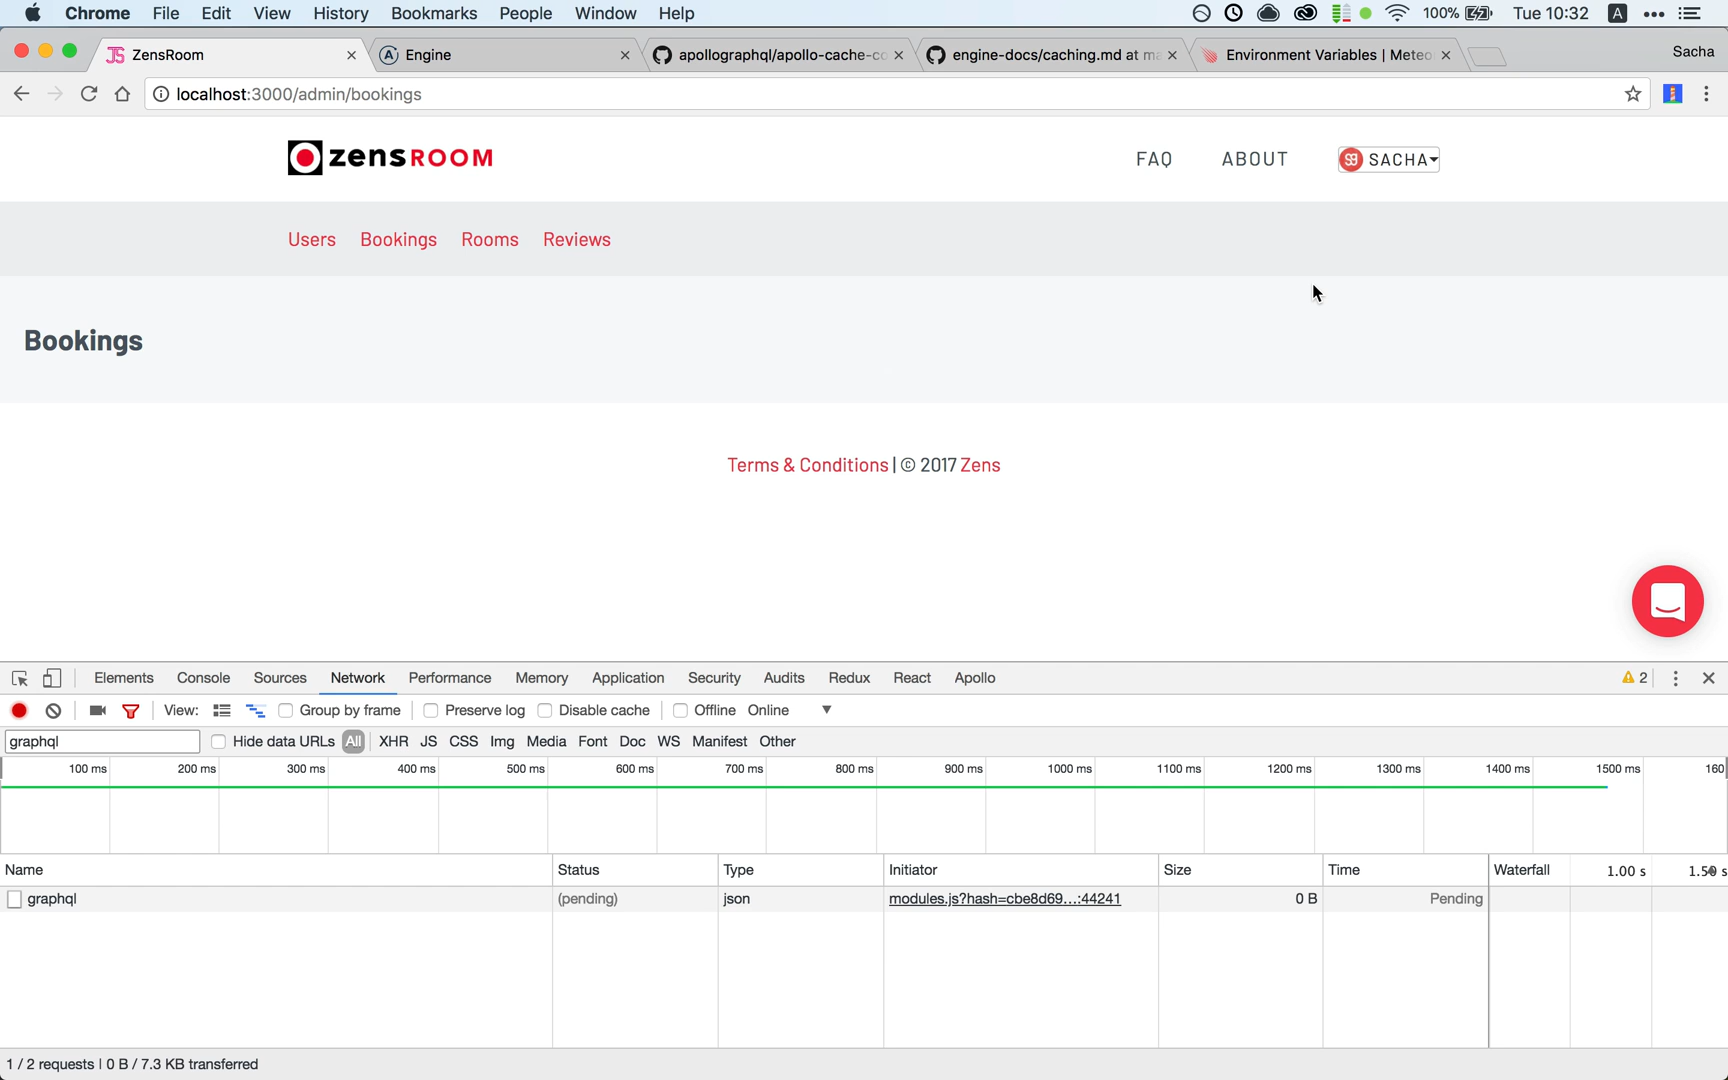 Chrome File Edit View History Bookmarks People Window Help 100% Tue 10:32 A
ZensRoom Engine apollographql/apollo-cache-co engine-docs/caching.md at ma Environment Variables | Meteo Sacha
localhost:3000/admin/bookings
zensROOM FAQ ABOUT SACHA
Users Bookings Rooms Reviews
Bookings
Terms & Conditions | © 2017 Zens
Elements Console Sources Network Performance Memory Application Security Audits Redux React Apollo 2
View: Group by frame Preserve log Disable cache Offline Online
graphql Hide data URLs All XHR JS CSS Img Media Font Doc WS Manifest Other
100 ms 200 ms 300 ms 400 ms 500 ms 600 ms 700 ms 800 ms 900 ms 1000 ms 1100 ms 1200 ms 1300 ms 1400 ms 1500 ms 160
Name Status Type Initiator Size Time Waterfall 1.00 s 1.50 s
graphql (pending) json modules.js?hash=cbe8d69…:44241 0 B Pending
1 / 2 requests | 0 B / 7.3 KB transferred